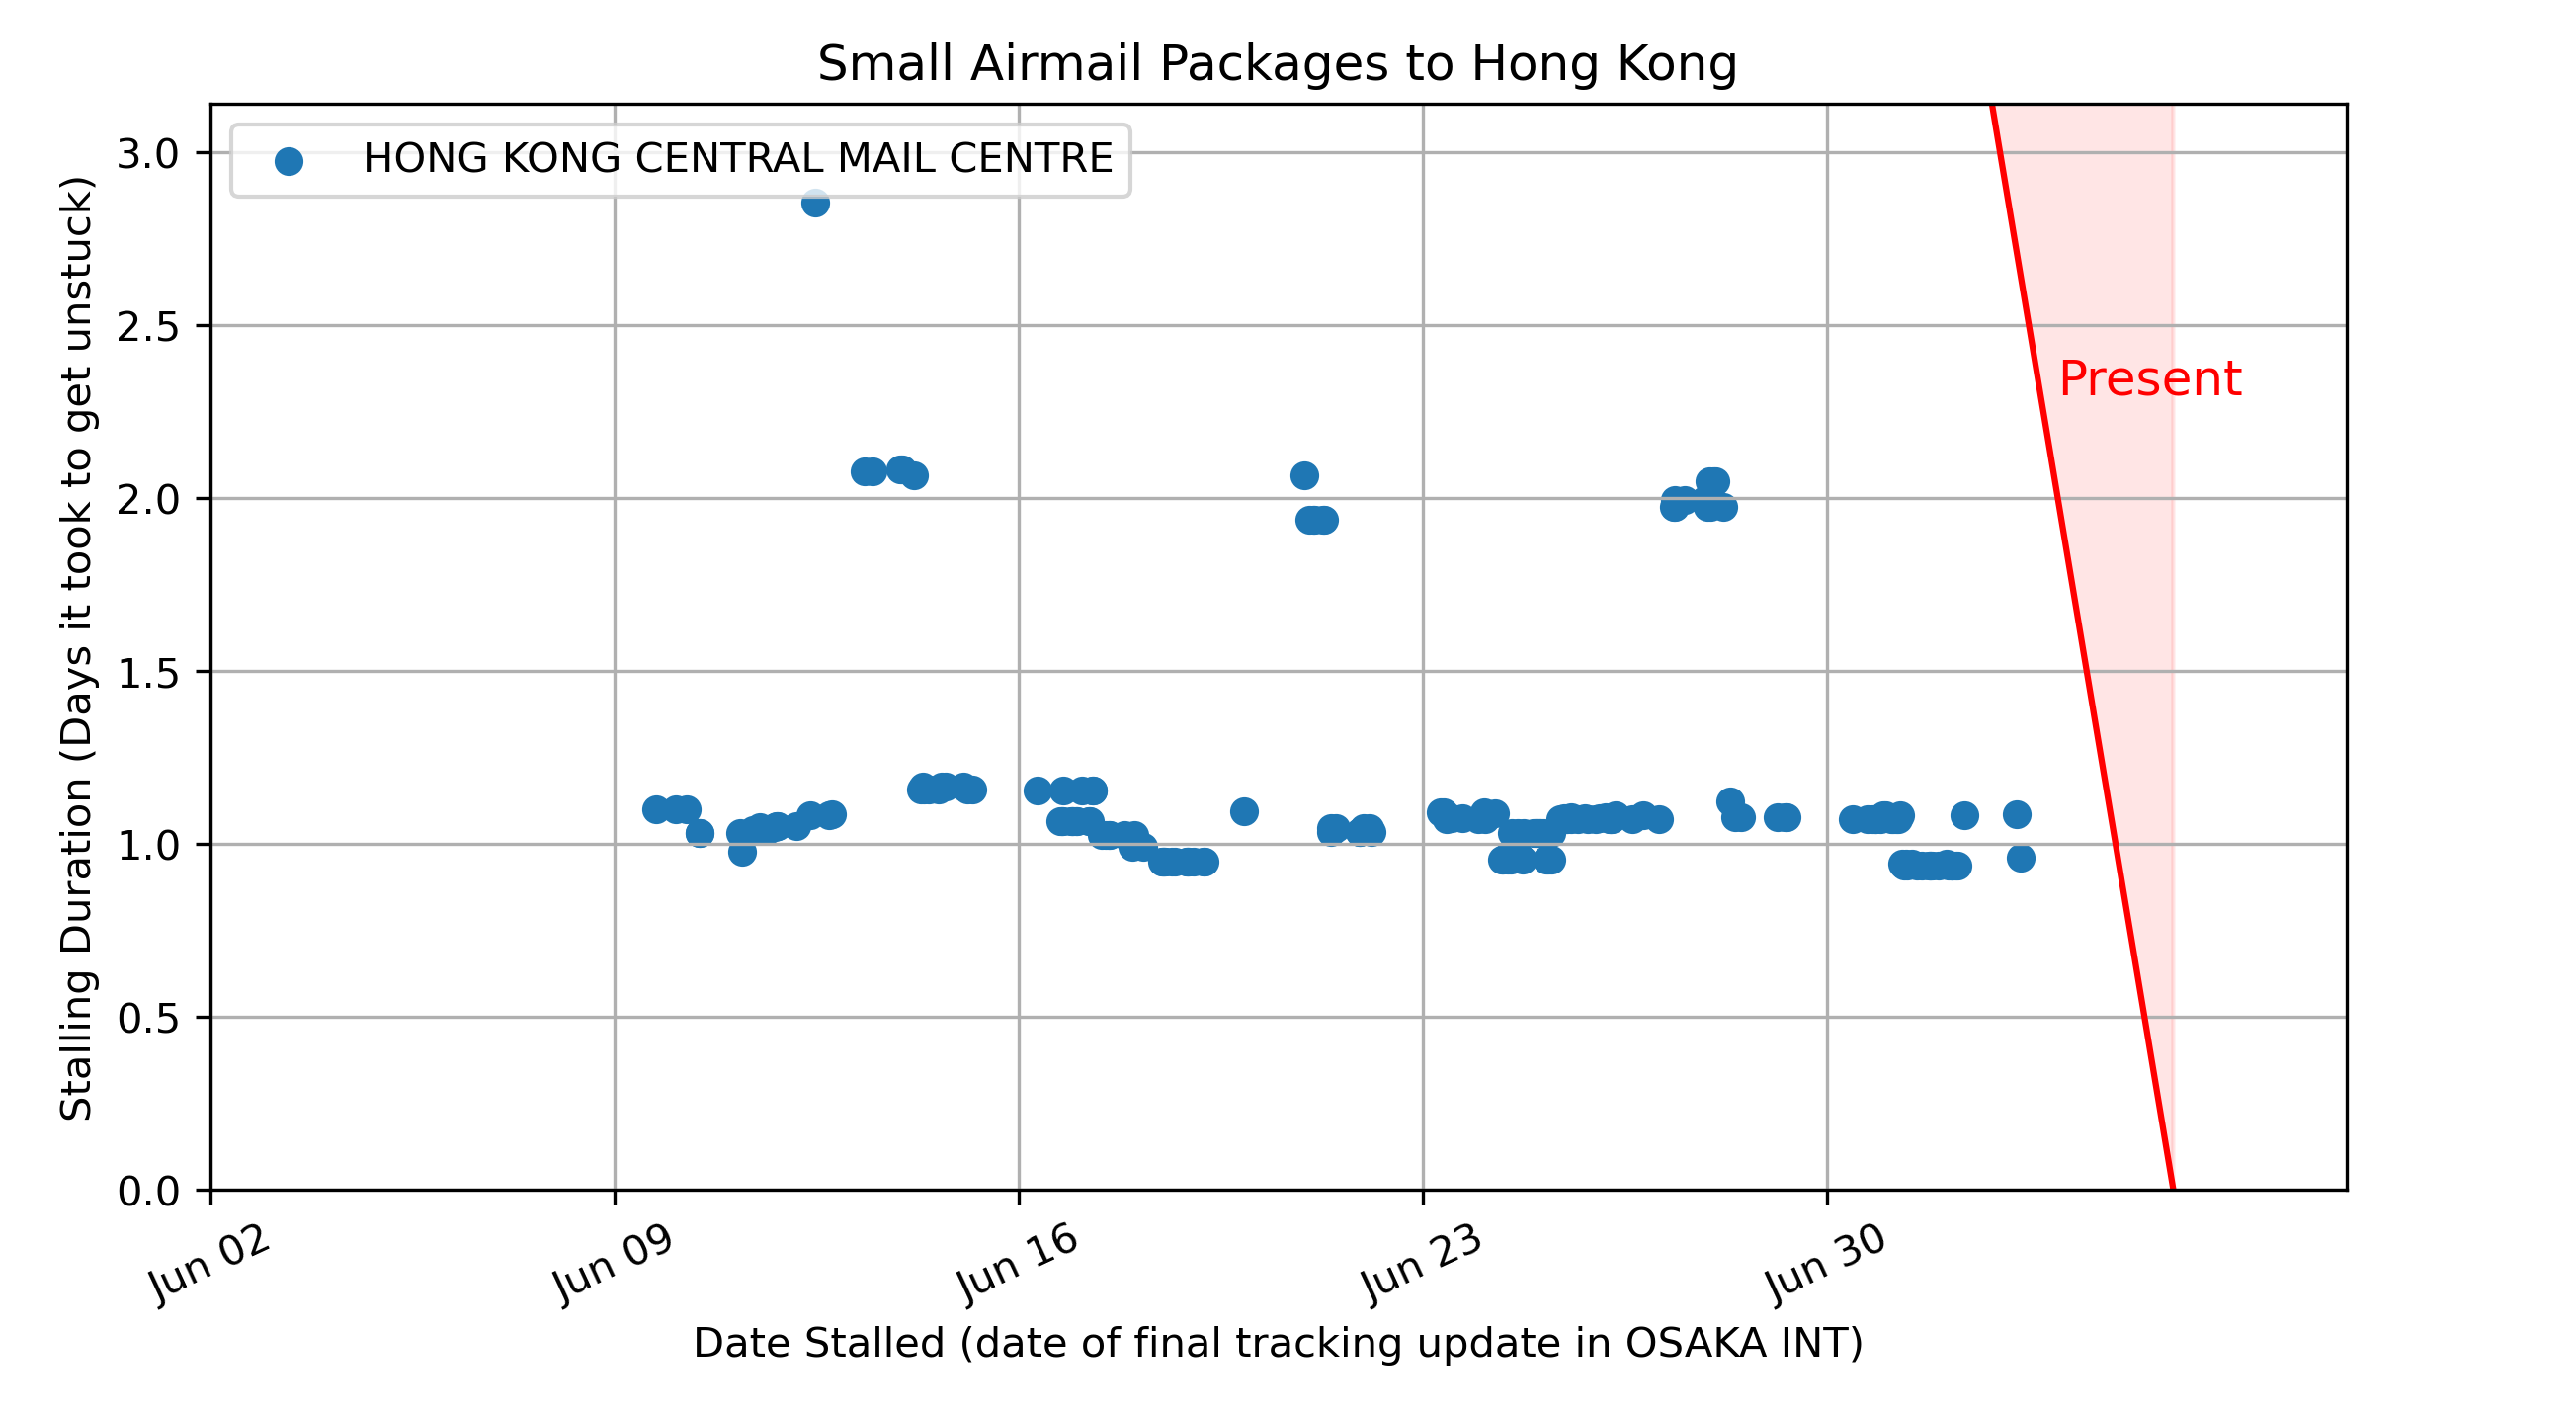 Small Airmail Packages to Hong Kong
HONG KONG CENTRAL MAIL CENTRE
Present
Stalling Duration (Days it took to get unstuck)
3.0
2.5
2.0
1.5
1.0
0.5
0.0
Jun 02
Jun 09
Jun 16
Jun 23
Jun 30
Date Stalled (date of final tracking update in OSAKA INT)